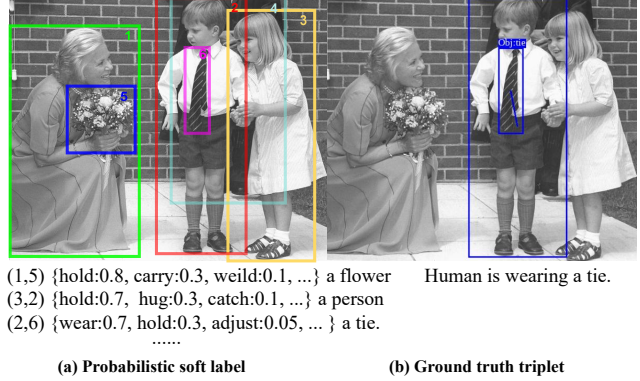 1
2
4
3
6
5
Obj:tie
(1,5) {hold:0.8, carry:0.3, weild:0.1, ...} a flower
Human is wearing a tie.
(3,2) {hold:0.7, hug:0.3, catch:0.1, ...} a person
(2,6) {wear:0.7, hold:0.3, adjust:0.05, ... } a tie.
......
(a) Probabilistic soft label
(b) Ground truth triplet